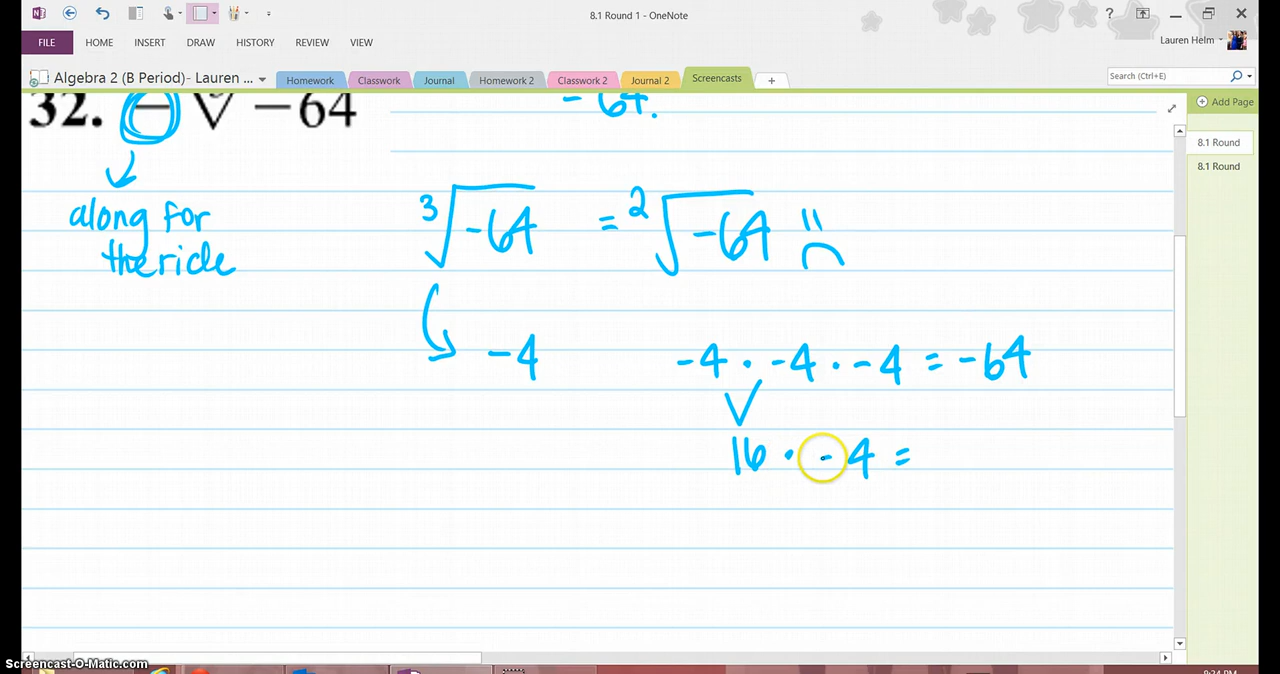 8.1 Round 1 - OneNote
Lauren Helm
FILE HOME INSERT DRAW HISTORY REVIEW VIEW
Algebra 2 (B Period)- Lauren ...
Homework Classwork Journal Homework 2 Classwork 2 Journal 2 Screencasts
Search (Ctrl+E)
Add Page
8.1 Round
8.1 Round
32. - √-64
-64.
along for
the ride
3√-64 = 2√-64
-4
-4 · -4 · -4 = -64
16 · -4 =
Screencast-O-Matic.com